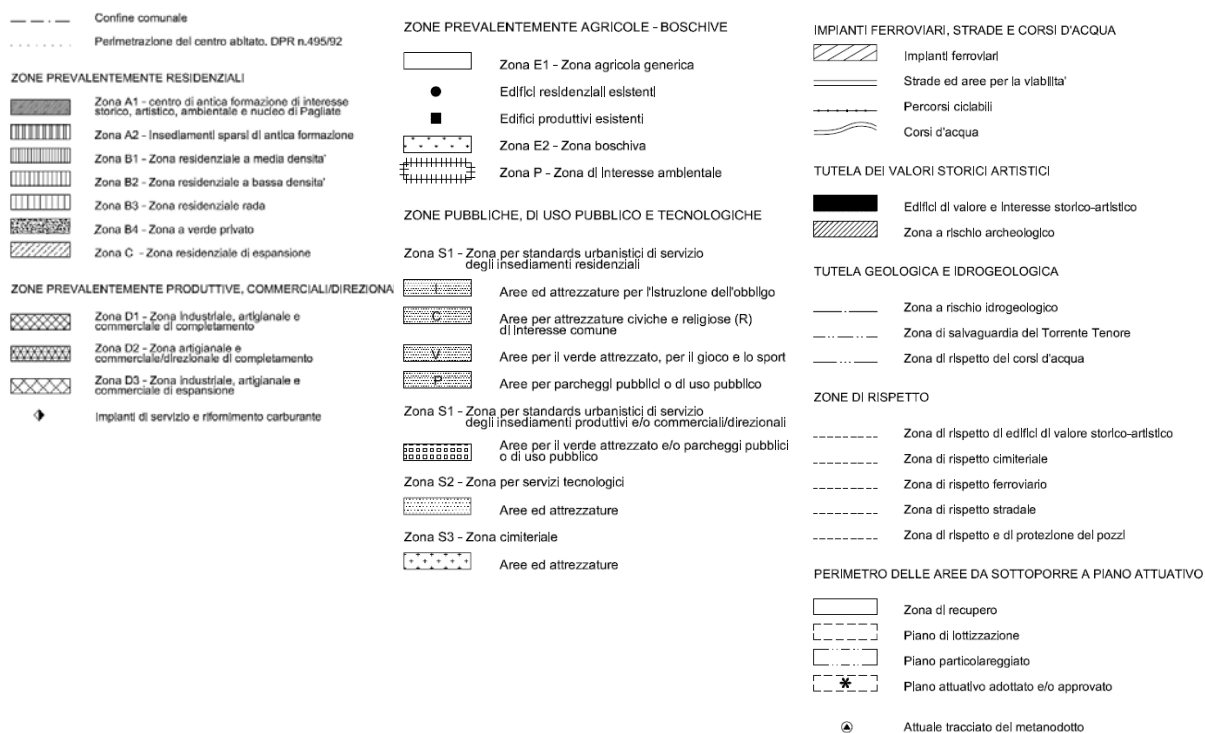 Confine comunale
Perimetrazione del centro abitato. DPR n.495/92
ZONE PREVALENTEMENTE RESIDENZIALI
Zona A1 - centro di antica formazione di interesse
storico, artistico, ambientale e nucleo di Pagliate
Zona A2 - Insediamenti sparsi di antica formazione
Zona B1 - Zona residenziale a media densita'
Zona B2 - Zona residenziale a bassa densita'
Zona B3 - Zona residenziale rada
Zona B4 - Zona a verde privato
Zona C - Zona residenziale di espansione
ZONE PREVALENTEMENTE PRODUTTIVE, COMMERCIALI/DIREZIONA
Zona D1 - Zona industriale, artigianale e
commerciale di completamento
Zona D2 - Zona artigianale e
commerciale/direzionale di completamento
Zona D3 - Zona industriale, artigianale e
commerciale di espansione
Impianti di servizio e rifornimento carburante
ZONE PREVALENTEMENTE AGRICOLE - BOSCHIVE
Zona E1 - Zona agricola generica
Edifici residenziali esistenti
Edifici produttivi esistenti
Zona E2 - Zona boschiva
Zona P - Zona di interesse ambientale
ZONE PUBBLICHE, DI USO PUBBLICO E TECNOLOGICHE
Zona S1 - Zona per standards urbanistici di servizio
degli insediamenti residenziali
I
Aree ed attrezzature per l'istruzione dell'obbligo
C
Aree per attrezzature civiche e religiose (R)
di interesse comune
V
Aree per il verde attrezzato, per il gioco e lo sport
P
Aree per parcheggi pubblici o di uso pubblico
Zona S1 - Zona per standards urbanistici di servizio
degli insediamenti produttivi e/o commerciali/direzionali
Aree per il verde attrezzato e/o parcheggi pubblici
o di uso pubblico
Zona S2 - Zona per servizi tecnologici
Aree ed attrezzature
Zona S3 - Zona cimiteriale
Aree ed attrezzature
IMPIANTI FERROVIARI, STRADE E CORSI D'ACQUA
Impianti ferroviari
Strade ed aree per la viabilita'
Percorsi ciclabili
Corsi d'acqua
TUTELA DEI VALORI STORICI ARTISTICI
Edifici di valore e interesse storico-artistico
Zona a rischio archeologico
TUTELA GEOLOGICA E IDROGEOLOGICA
Zona a rischio idrogeologico
Zona di salvaguardia del Torrente Tenore
Zona di rispetto dei corsi d'acqua
ZONE DI RISPETTO
Zona di rispetto di edifici di valore storico-artistico
Zona di rispetto cimiteriale
Zona di rispetto ferroviario
Zona di rispetto stradale
Zona di rispetto e di protezione dei pozzi
PERIMETRO DELLE AREE DA SOTTOPORRE A PIANO ATTUATIVO
Zona di recupero
Piano di lottizzazione
Piano particolareggiato
Piano attuativo adottato e/o approvato
Attuale tracciato del metanodotto